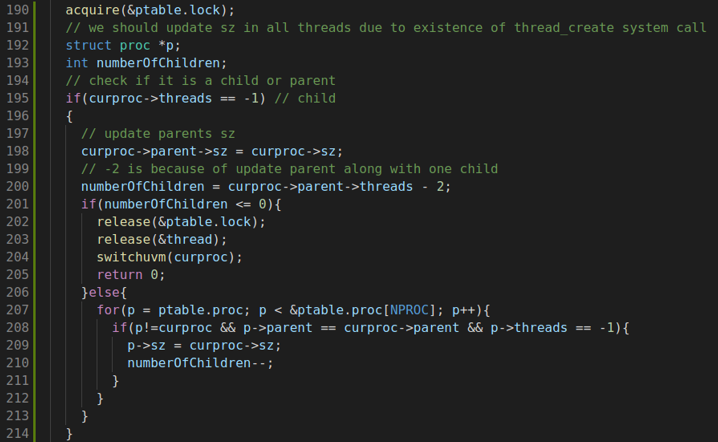 190 acquire(&ptable.lock);
191 // we should update sz in all threads due to existence of thread_create system call
192 struct proc *p;
193 int numberOfChildren;
194 // check if it is a child or parent
195 if(curproc->threads == -1) // child
196 {
197 // update parents sz
198 curproc->parent->sz = curproc->sz;
199 // -2 is because of update parent along with one child
200 numberOfChildren = curproc->parent->threads - 2;
201 if(numberOfChildren <= 0){
202 release(&ptable.lock);
203 release(&thread);
204 switchuvm(curproc);
205 return 0;
206 }else{
207 for(p = ptable.proc; p < &ptable.proc[NPROC]; p++){
208 if(p!=curproc && p->parent == curproc->parent && p->threads == -1){
209 p->sz = curproc->sz;
210 numberOfChildren--;
211 }
212 }
213 }
214 }